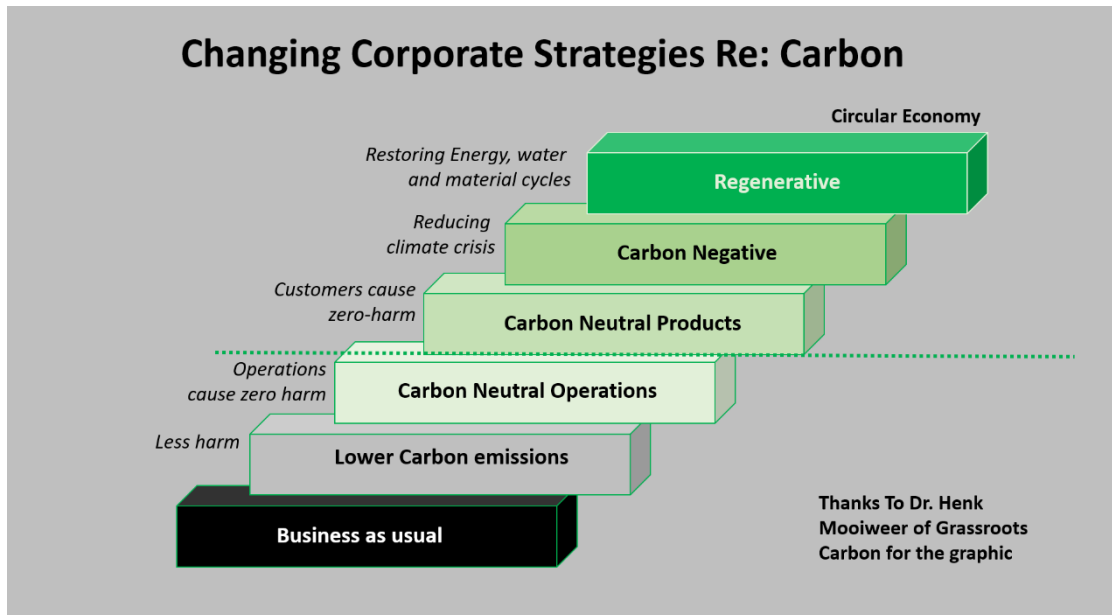 Changing Corporate Strategies Re: Carbon
Circular Economy
Restoring Energy, water
and material cycles
Regenerative
Reducing
climate crisis
Carbon Negative
Customers cause
zero-harm
Carbon Neutral Products
Operations
cause zero harm
Carbon Neutral Operations
Less harm
Lower Carbon emissions
Business as usual
Thanks To Dr. Henk
Mooiweer of Grassroots
Carbon for the graphic